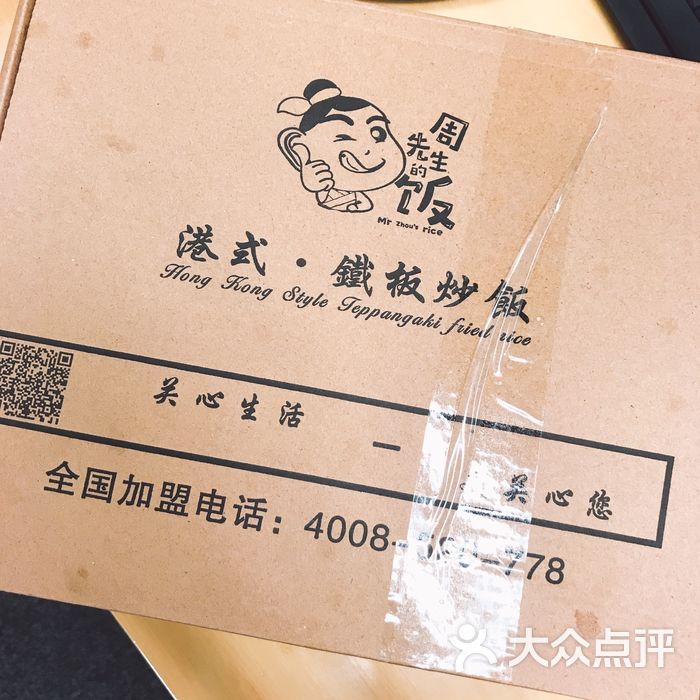 周先生的饭
Mr Zhou's rice
港式·鐵板炒飯
Hong Kong Style Teppangaki fried rice
关心生活 — 关心您
全国加盟电话：4008- -778
大众点评